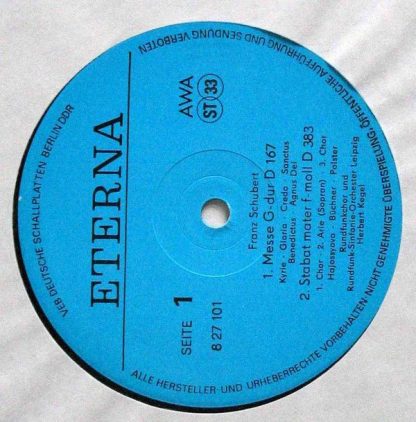 VEB DEUTSCHE SCHALLPLATTEN BERLIN DDR
ETERNA
AWA
ST 33
SEITE 1
8 27 101
Franz Schubert
1. Messe G-dur D 167
Kyrie · Gloria · Credo · Sanctus
Benedictus · Agnus Dei
2. Stabat mater f-moll D 383
1. Chor · 2. Arie (Sopran) · 3. Chor
Hajossyova · Büchner · Polster
Rundfunkchor und
Rundfunk-Sinfonie-Orchester Leipzig
Herbert Kegel
ALLE HERSTELLER- UND URHEBERRECHTE VORBEHALTEN NICHT GENEHMIGTE ÜBERSPIELUNG, ÖFFENTLICHE AUFFÜHRUNG UND SENDUNG VERBOTEN